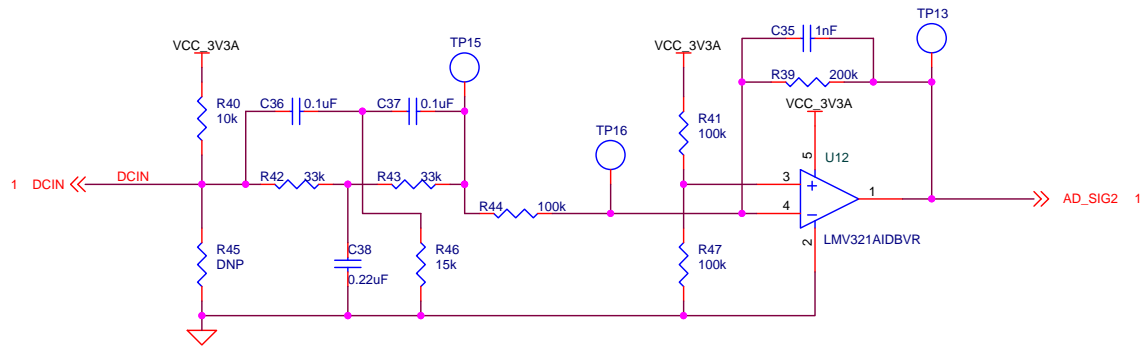 TP13
C35 1nF
VCC_3V3A
TP15
VCC_3V3A
R39 200k
VCC_3V3A
R40
10k
C36 0.1uF
C37 0.1uF
R41
100k
TP16
5
U12
1 DCIN
DCIN
R42 33k
R43 33k
3
+
1
AD_SIG2 1
R44 100k
4
-
2
LMV321AIDBVR
R45
DNP
C38
0.22uF
R46
15k
R47
100k